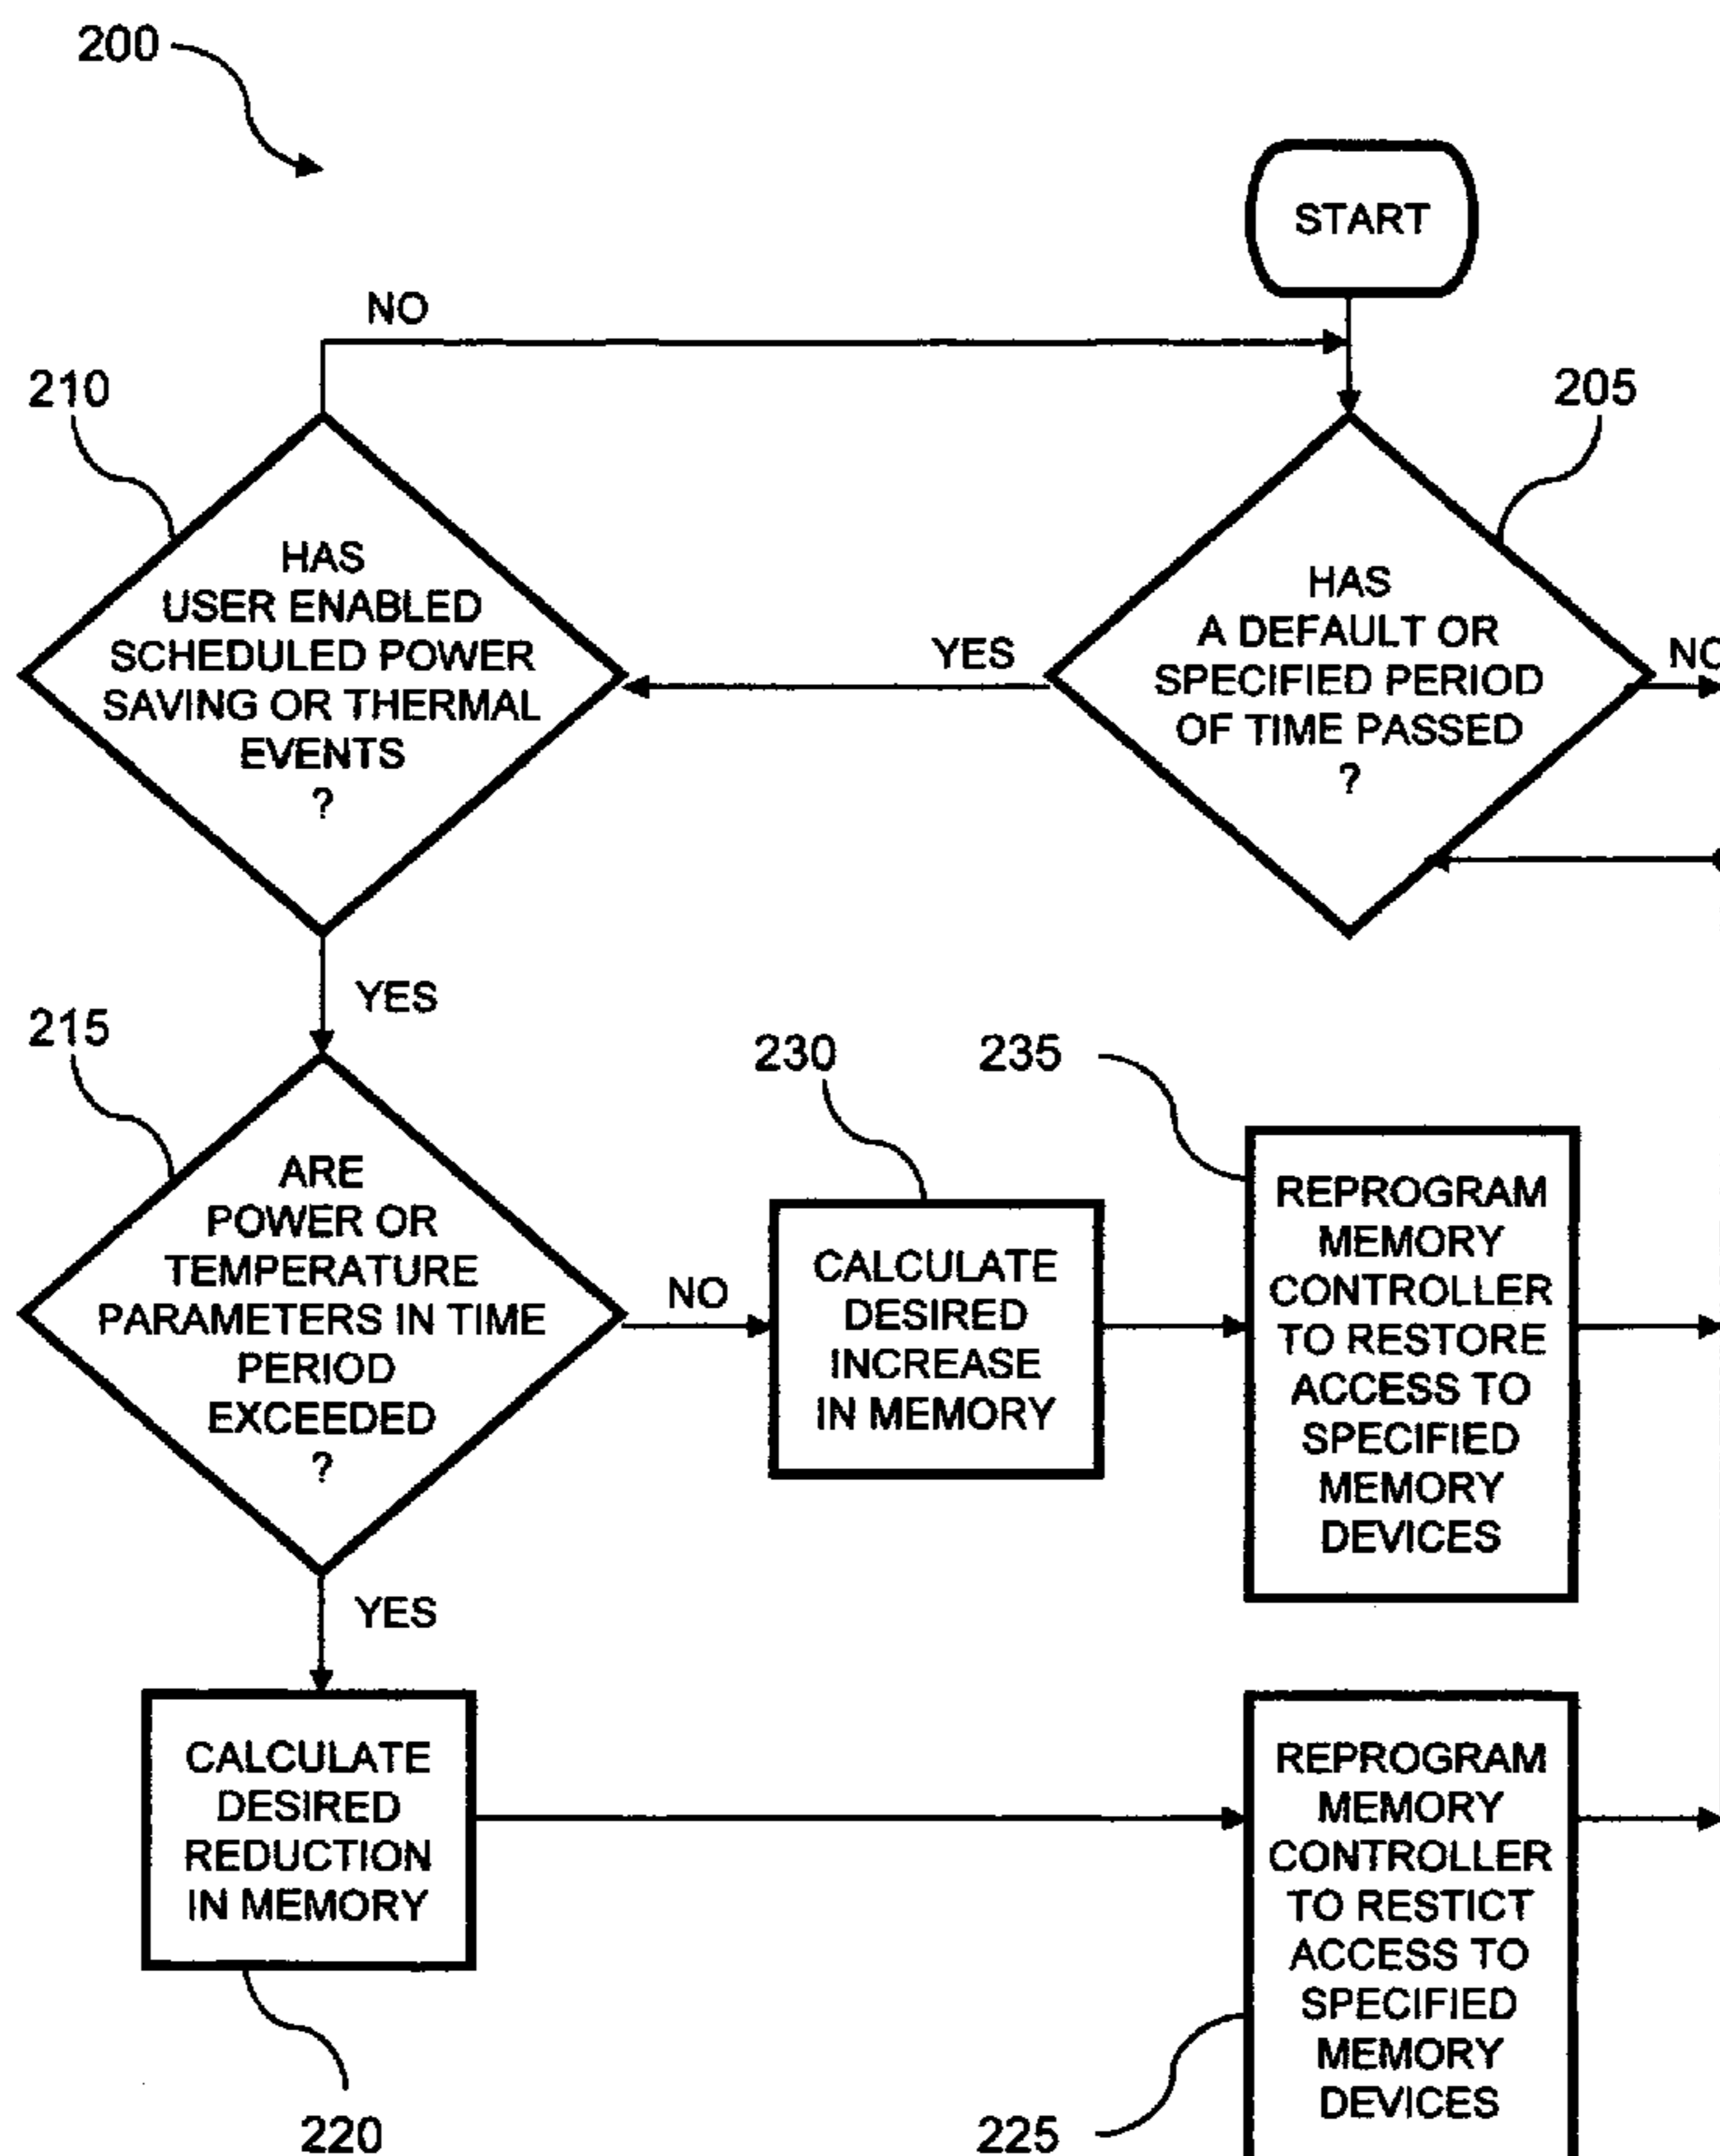 200
START
NO
210
205
HAS
USER ENABLED
SCHEDULED POWER
SAVING OR THERMAL
EVENTS
?
YES
HAS
A DEFAULT OR
SPECIFIED PERIOD
OF TIME PASSED
?
NO
YES
215
230
235
ARE
POWER OR
TEMPERATURE
PARAMETERS IN TIME
PERIOD
EXCEEDED
?
NO
CALCULATE
DESIRED
INCREASE
IN MEMORY
REPROGRAM
MEMORY
CONTROLLER
TO RESTORE
ACCESS TO
SPECIFIED
MEMORY
DEVICES
YES
CALCULATE
DESIRED
REDUCTION
IN MEMORY
REPROGRAM
MEMORY
CONTROLLER
TO RESTICT
ACCESS TO
SPECIFIED
MEMORY
DEVICES
220
225